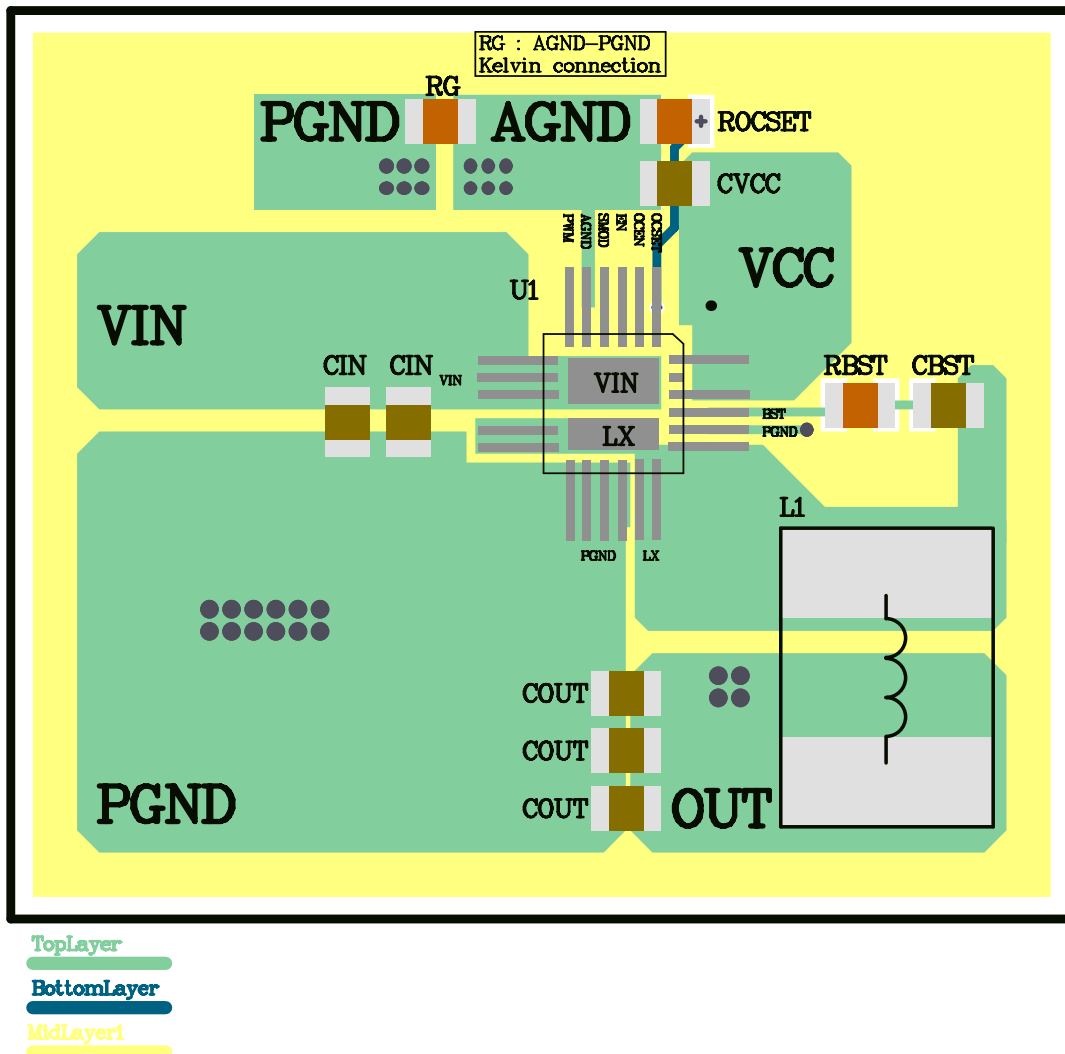 RG : AGND-PGND
Kelvin connection
RG
PGND
AGND
ROCSET
CVCC
PWM
AGND
SMOD
EN
OCEN
OCSET
VCC
U1
VIN
CIN
CIN
VIN
VIN
RBST
CBST
BST
PGND
LX
L1
PGND
LX
COUT
COUT
COUT
PGND
OUT
TopLayer
BottomLayer
MidLayer1